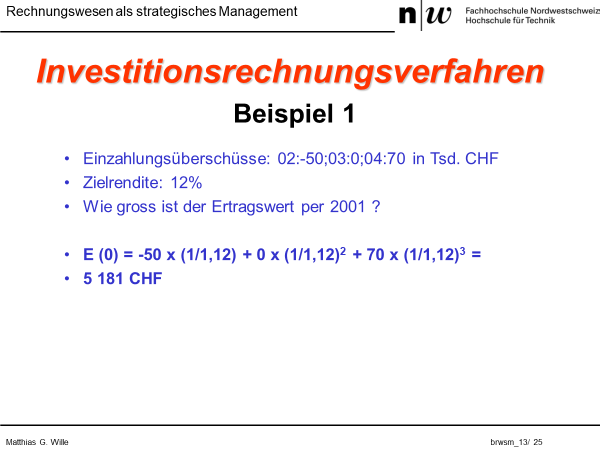 Rechnungswesen als strategisches Management
n|w
Fachhochschule Nordwestschweiz
Hochschule für Technik
Investitionsrechnungsverfahren
Beispiel 1
• Einzahlungsüberschüsse: 02:-50;03:0;04:70 in Tsd. CHF
• Zielrendite: 12%
• Wie gross ist der Ertragswert per 2001 ?
• E (0) = -50 x (1/1,12) + 0 x (1/1,12)² + 70 x (1/1,12)³ =
• 5 181 CHF
Matthias G. Wille
brwsm_13/ 25